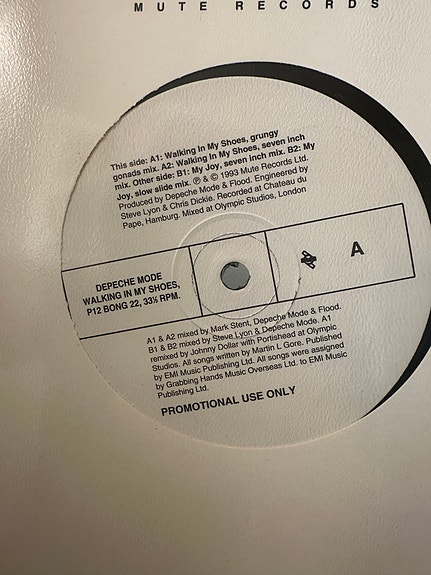 MUTE RECORDS
This side: A1: Walking In My Shoes, grungy
gonads mix. A2: Walking In My Shoes, seven inch
mix. Other side: B1: My Joy, seven inch mix. B2: My
Joy, slow slide mix. ℗ & © 1993 Mute Records Ltd.
Produced by Depeche Mode & Flood. Engineered by
Steve Lyon & Chris Dickie. Recorded at Chateau du
Pape, Hamburg. Mixed at Olympic Studios, London
DEPECHE MODE
WALKING IN MY SHOES,
P12 BONG 22, 33⅓ RPM.
A
A1 & A2 mixed by Mark Stent, Depeche Mode & Flood.
B1 & B2 mixed by Steve Lyon & Depeche Mode. A1
remixed by Johnny Dollar with Portishead at Olympic
Studios. All songs written by Martin L Gore. Published
by EMI Music Publishing Ltd. All songs were assigned
by Grabbing Hands Music Overseas Ltd. to EMI Music
Publishing Ltd.
PROMOTIONAL USE ONLY